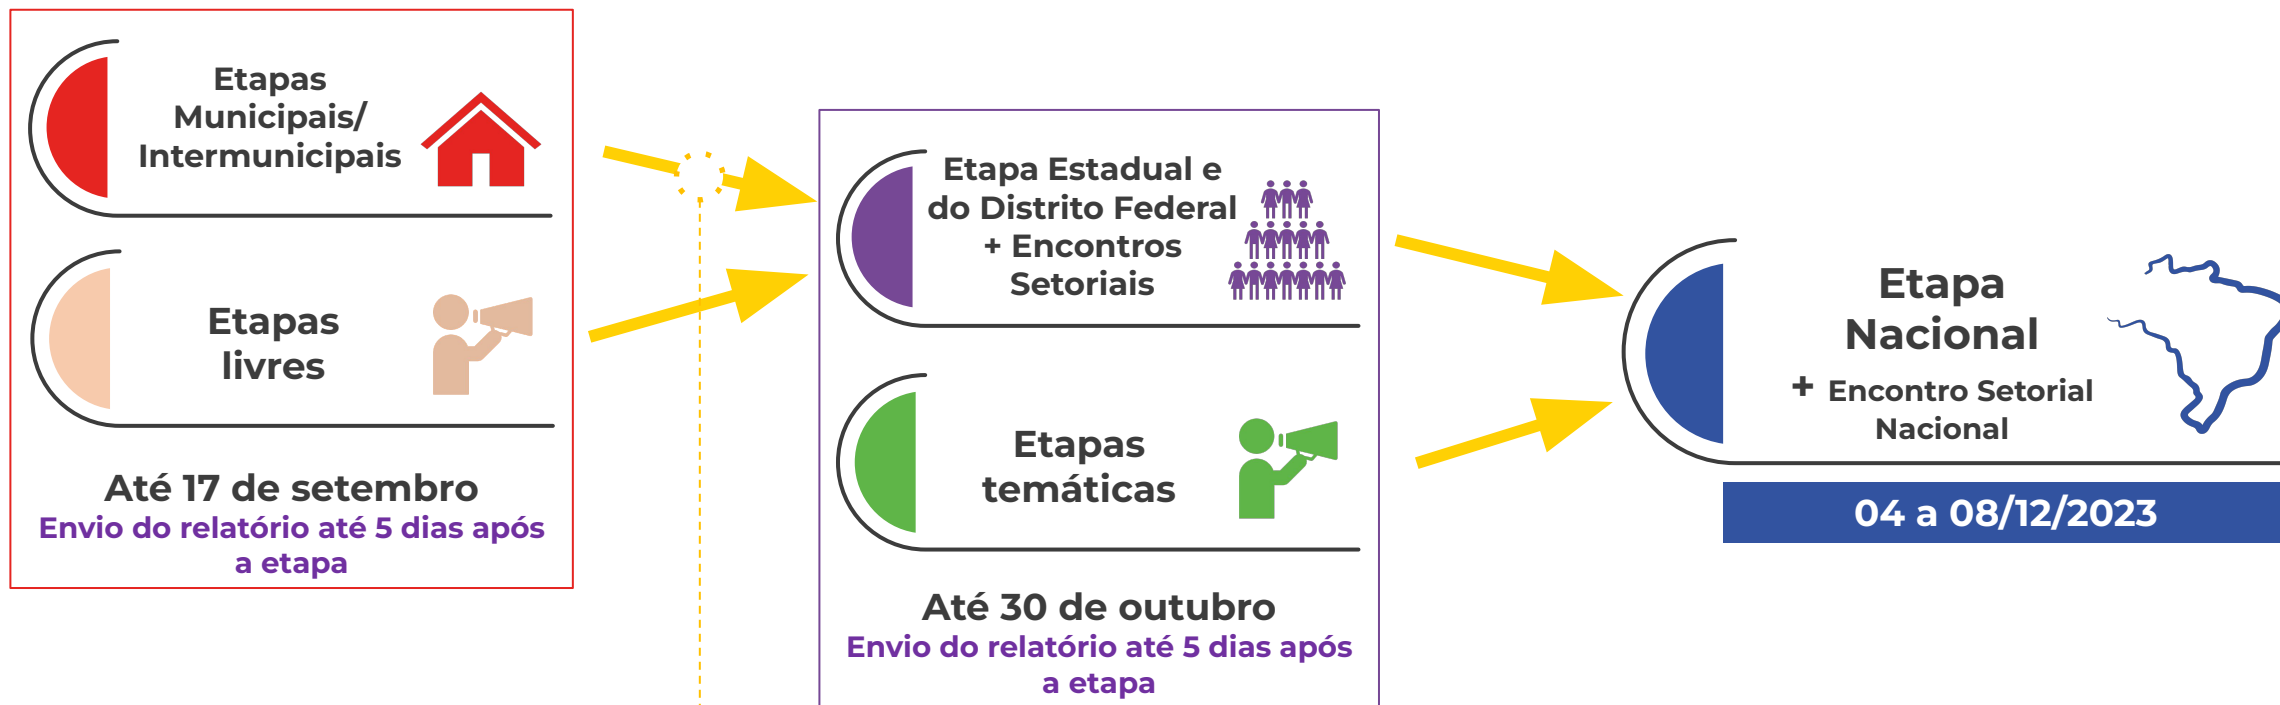 Etapas
Municipais/
Intermunicipais
Etapas
livres
Até 17 de setembro
Envio do relatório até 5 dias após
a etapa
Etapa Estadual e
do Distrito Federal
+ Encontros
Setoriais
Etapas
temáticas
Até 30 de outubro
Envio do relatório até 5 dias após
a etapa
Etapa
Nacional
+ Encontro Setorial
Nacional
04 a 08/12/2023